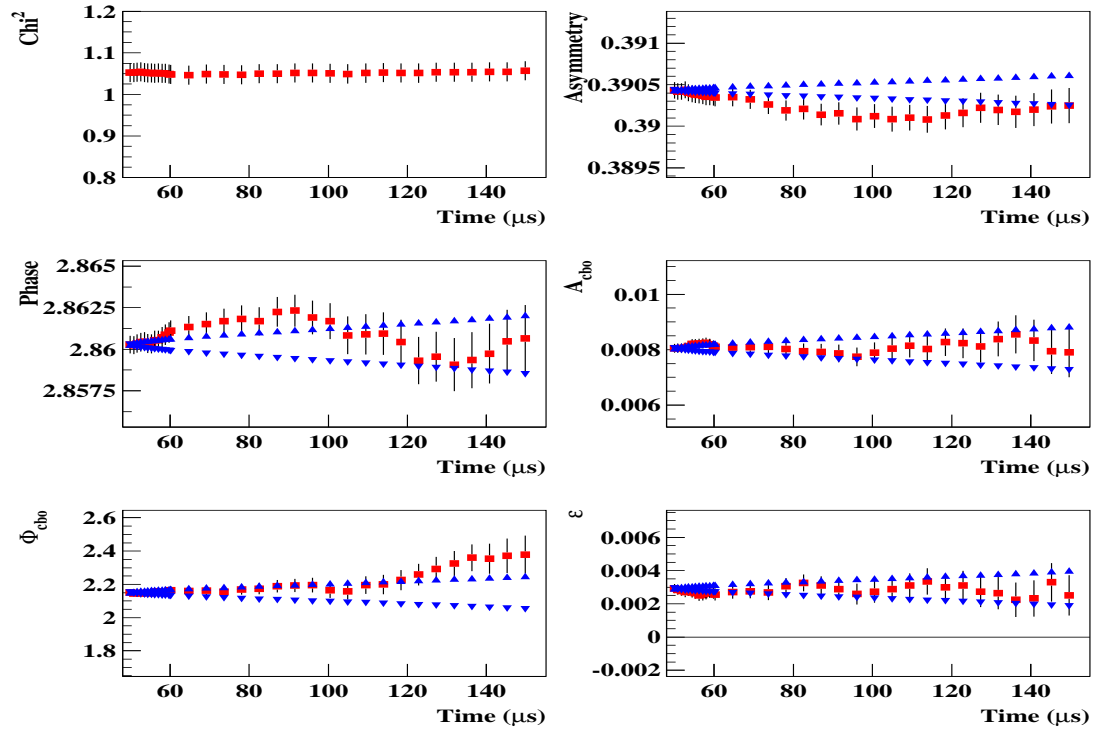 Chi²
1.2
1.1
1
0.9
0.8
60 80 100 120 140
Time (μs)
Asymmetry
0.391
0.3905
0.39
0.3895
60 80 100 120 140
Time (μs)
Phase
2.865
2.8625
2.86
2.8575
60 80 100 120 140
Time (μs)
A_cbo
0.01
0.008
0.006
60 80 100 120 140
Time (μs)
Φ_cbo
2.6
2.4
2.2
2
1.8
60 80 100 120 140
Time (μs)
ε
0.006
0.004
0.002
0
-0.002
60 80 100 120 140
Time (μs)